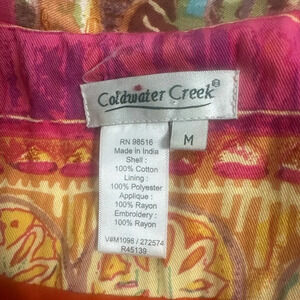 Coldwater Creek®
M
RN 98516
Made in India
Shell :
100% Cotton
Lining :
100% Polyester
Applique :
100% Rayon
Embroidery :
100% Rayon
V#M1098 / 272574
R45139